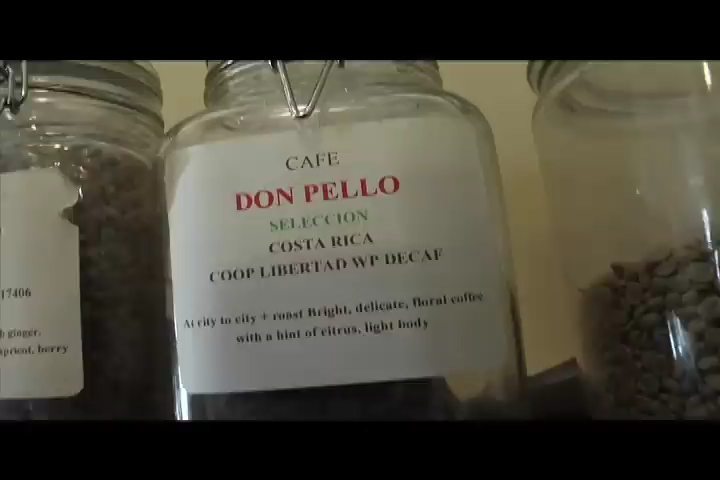 CAFE
DON PELLO
SELECCION
COSTA RICA
COOP LIBERTAD WP DECAF
At city to city + roast Bright, delicate, floral coffee
with a hint of citrus, light body
17406
ginger,
apricot, berry